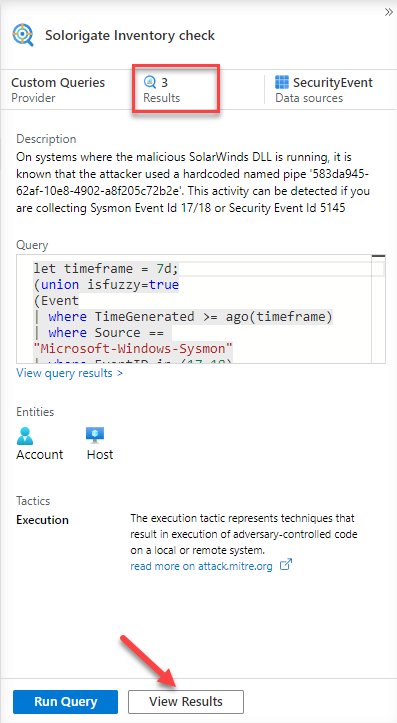 »
Solorigate Inventory check
Custom Queries
Provider
3
Results
SecurityEvent
Data sources
Description
On systems where the malicious SolarWinds DLL is running, it is
known that the attacker used a hardcoded named pipe '583da945-
62af-10e8-4902-a8f205c72b2e'. This activity can be detected if you
are collecting Sysmon Event Id 17/18 or Security Event Id 5145
Query
let timeframe = 7d;
(union isfuzzy=true
(Event
| where TimeGenerated >= ago(timeframe)
| where Source ==
"Microsoft-Windows-Sysmon"
| where EventID in (17,18)
View query results >
Entities
Account
Host
Tactics
Execution
The execution tactic represents techniques that
result in execution of adversary-controlled code
on a local or remote system.
read more on attack.mitre.org
Run Query
View Results